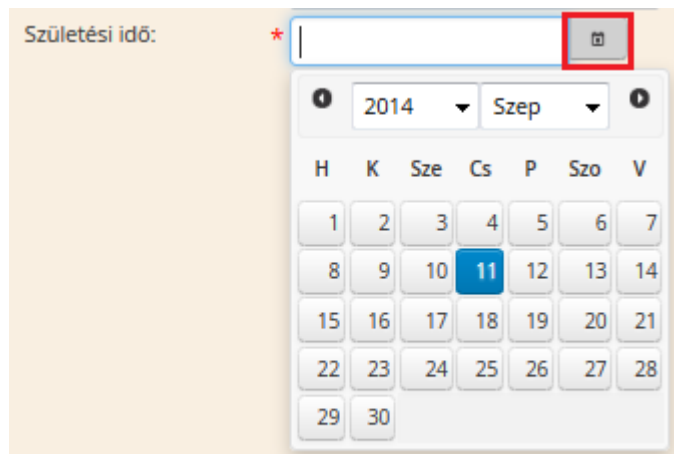 Születési idő: *
2014 Szep
H K Sze Cs P Szo V
1 2 3 4 5 6 7
8 9 10 11 12 13 14
15 16 17 18 19 20 21
22 23 24 25 26 27 28
29 30